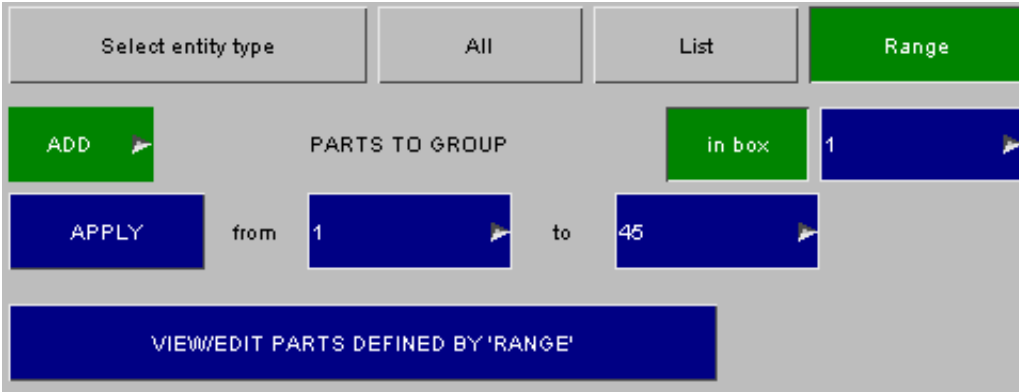 Select entity type All List Range
ADD PARTS TO GROUP in box 1
APPLY from 1 to 45
VIEW/EDIT PARTS DEFINED BY 'RANGE'